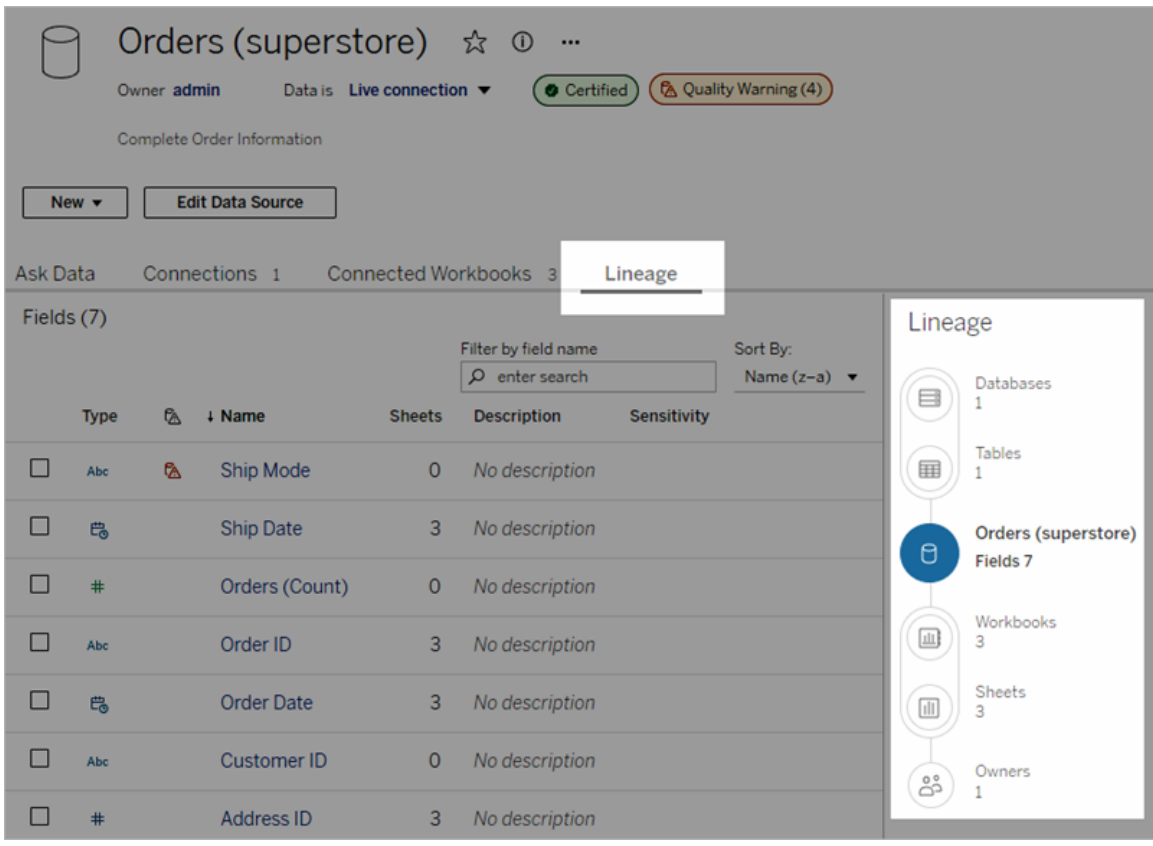 Orders (superstore)
Owner admin Data is Live connection Certified Quality Warning (4)
Complete Order Information
New Edit Data Source
Ask Data Connections 1 Connected Workbooks 3 Lineage
Fields (7)
Filter by field name Sort By:
enter search Name (z–a)
Type ↓ Name Sheets Description Sensitivity
Abc Ship Mode 0 No description
Ship Date 3 No description
# Orders (Count) 0 No description
Abc Order ID 3 No description
Order Date 3 No description
Abc Customer ID 0 No description
# Address ID 3 No description
Lineage
Databases
1
Tables
1
Orders (superstore)
Fields 7
Workbooks
3
Sheets
3
Owners
1